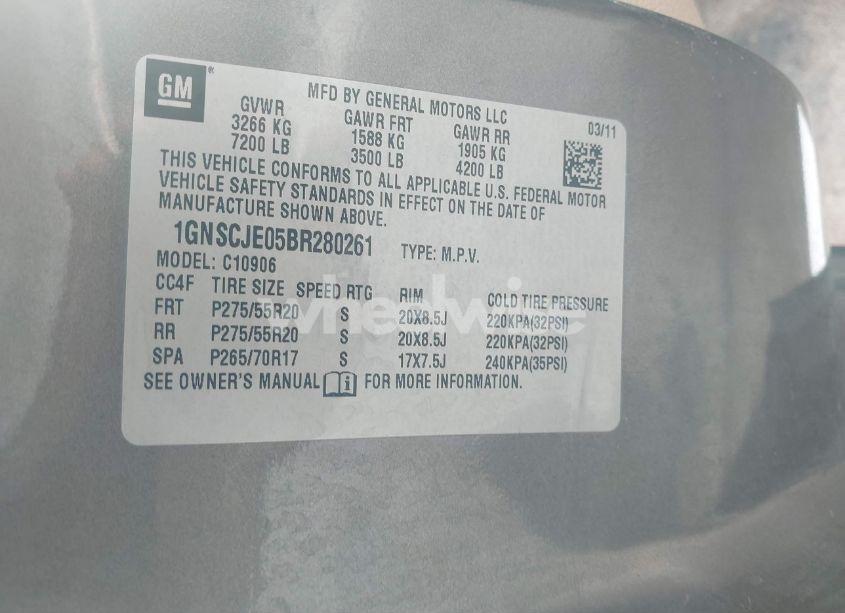 GM
MFD BY GENERAL MOTORS LLC
03/11
GVWR GAWR FRT GAWR RR
3266 KG 1588 KG 1905 KG
7200 LB 3500 LB 4200 LB
THIS VEHICLE CONFORMS TO ALL APPLICABLE U.S. FEDERAL MOTOR
VEHICLE SAFETY STANDARDS IN EFFECT ON THE DATE OF
MANUFACTURE SHOWN ABOVE.
1GNSCJE05BR280261 TYPE: M.P.V.
MODEL: C10906
CC4F TIRE SIZE SPEED RTG RIM COLD TIRE PRESSURE
FRT P275/55R20 S 20X8.5J 220KPA(32PSI)
RR P275/55R20 S 20X8.5J 220KPA(32PSI)
SPA P265/70R17 S 17X7.5J 240KPA(35PSI)
SEE OWNER'S MANUAL FOR MORE INFORMATION.